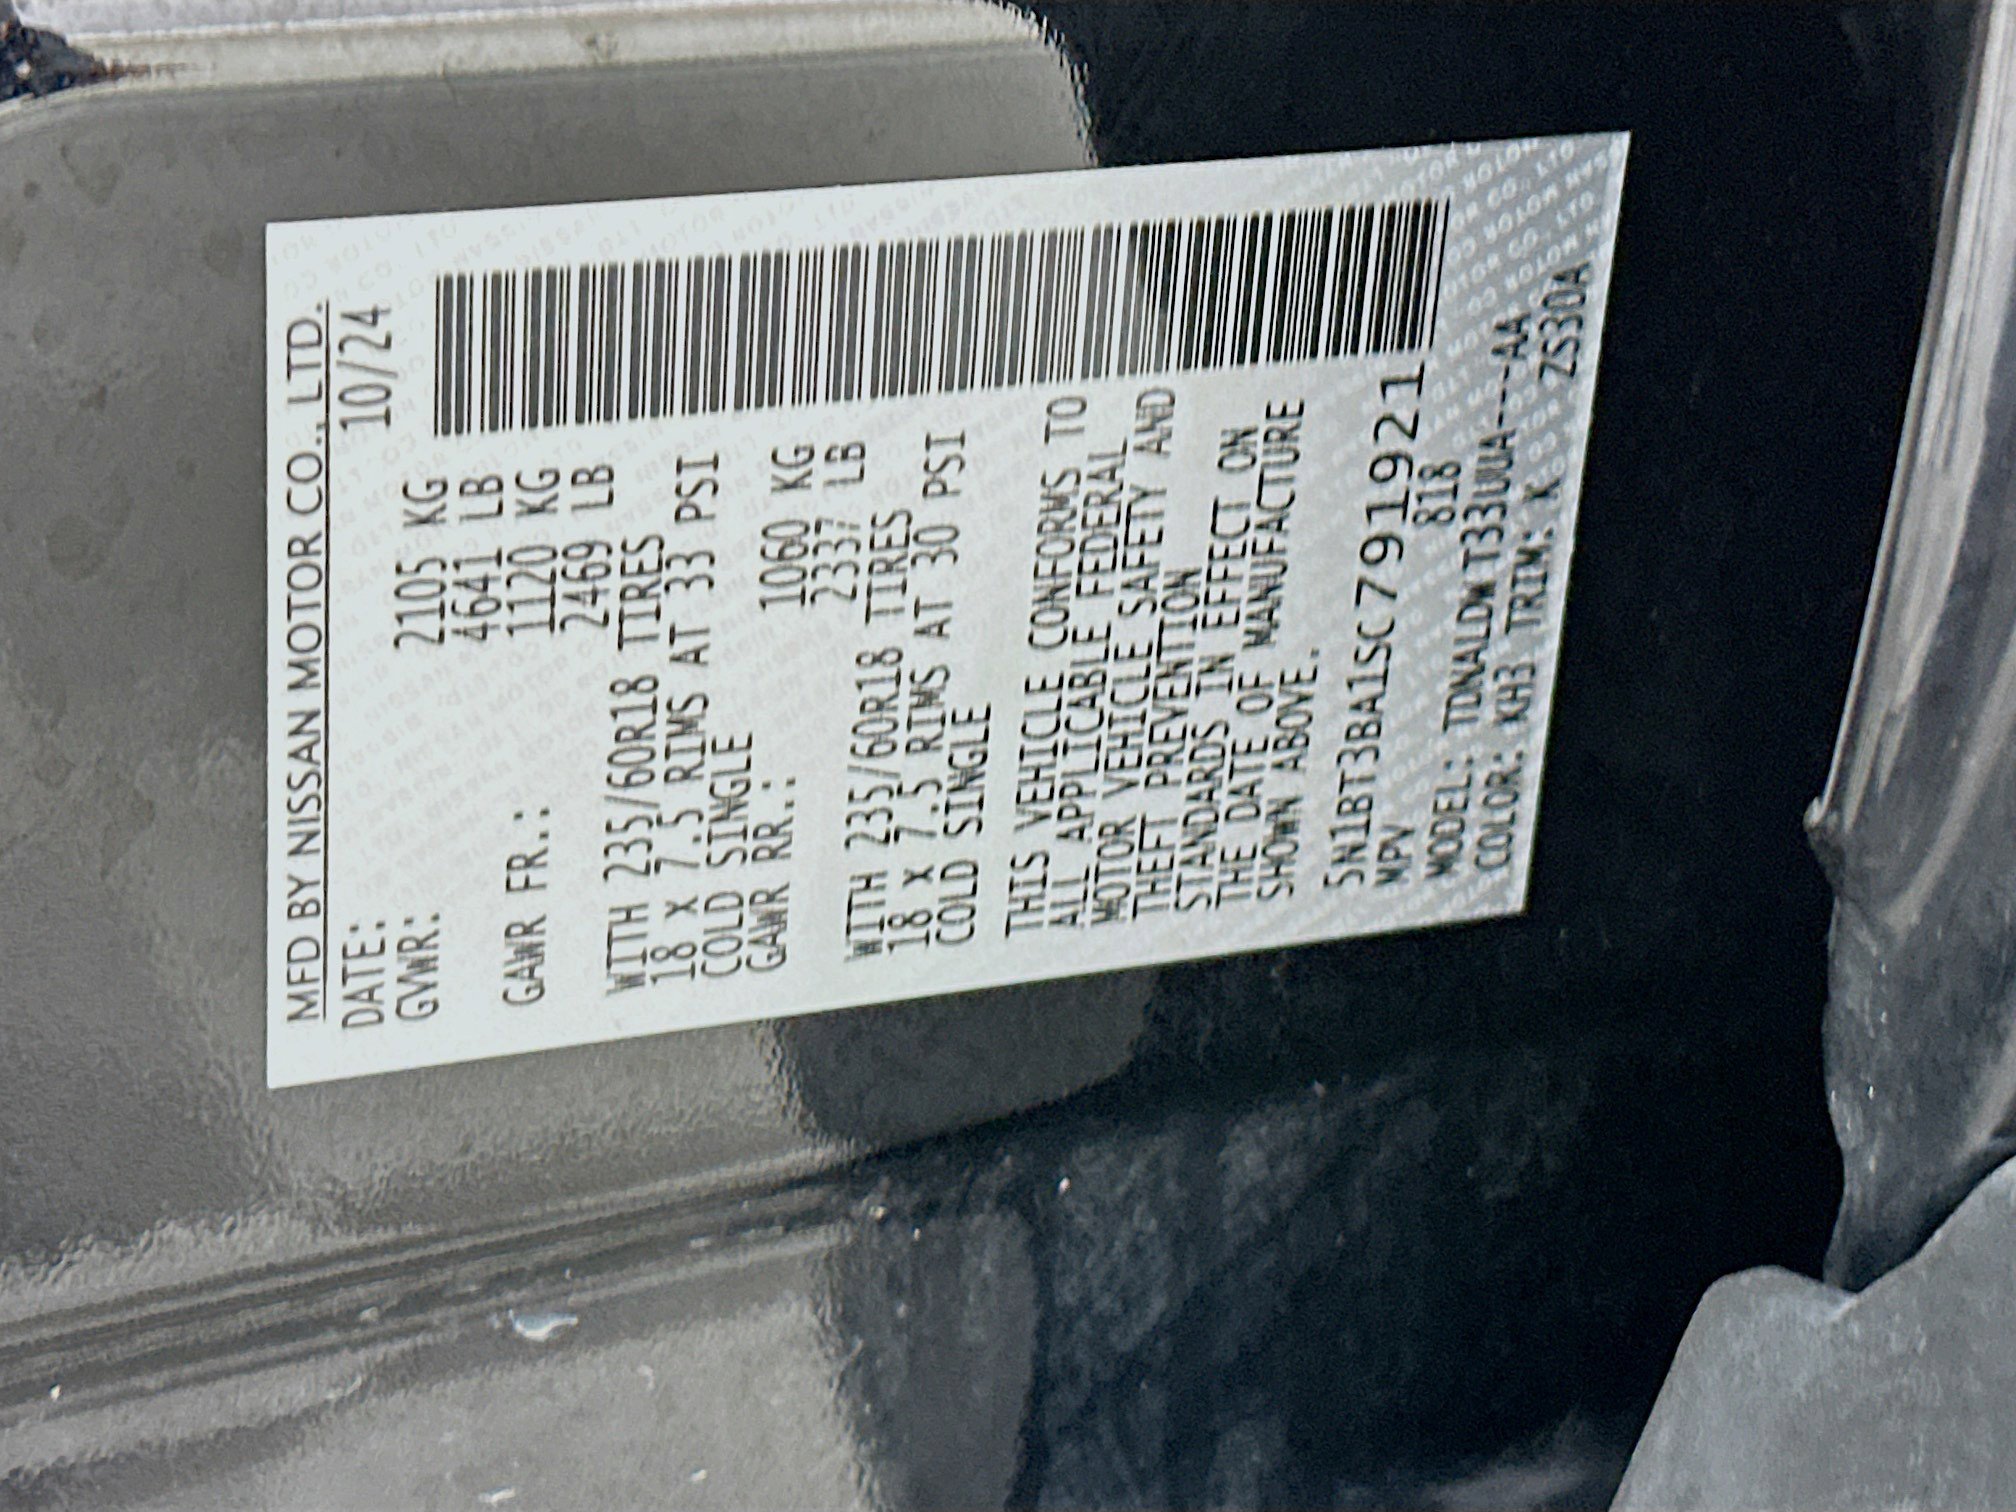 MFD BY NISSAN MOTOR CO., LTD.
DATE: 10/24
GVWR: 2105 KG
4641 LB
GAWR FR.: 1120 KG
2469 LB
WITH 235/60R18 TIRES
18 x 7.5 RIMS AT 33 PSI
COLD SINGLE
GAWR RR.: 1060 KG
2337 LB
WITH 235/60R18 TIRES
18 x 7.5 RIMS AT 30 PSI
COLD SINGLE
THIS VEHICLE CONFORMS TO
ALL APPLICABLE FEDERAL
MOTOR VEHICLE SAFETY AND
THEFT PREVENTION
STANDARDS IN EFFECT ON
THE DATE OF MANUFACTURE
SHOWN ABOVE.
5N1BT3BA1SC791921
MPV 818
MODEL: TDNALDW T33UUA---AA
COLOR: KH3 TRIM: K ZS30A